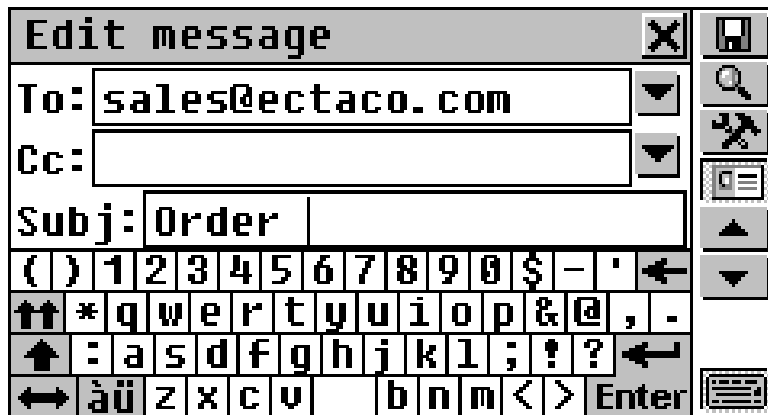 Edit message
To: sales@ectaco.com
Cc:
Subj: Order
( ) 1 2 3 4 5 6 7 8 9 0 $ - '
* q w e r t y u i o p & @ , .
: a s d f g h j k l ; ! ?
àü z x c v b n m < > Enter